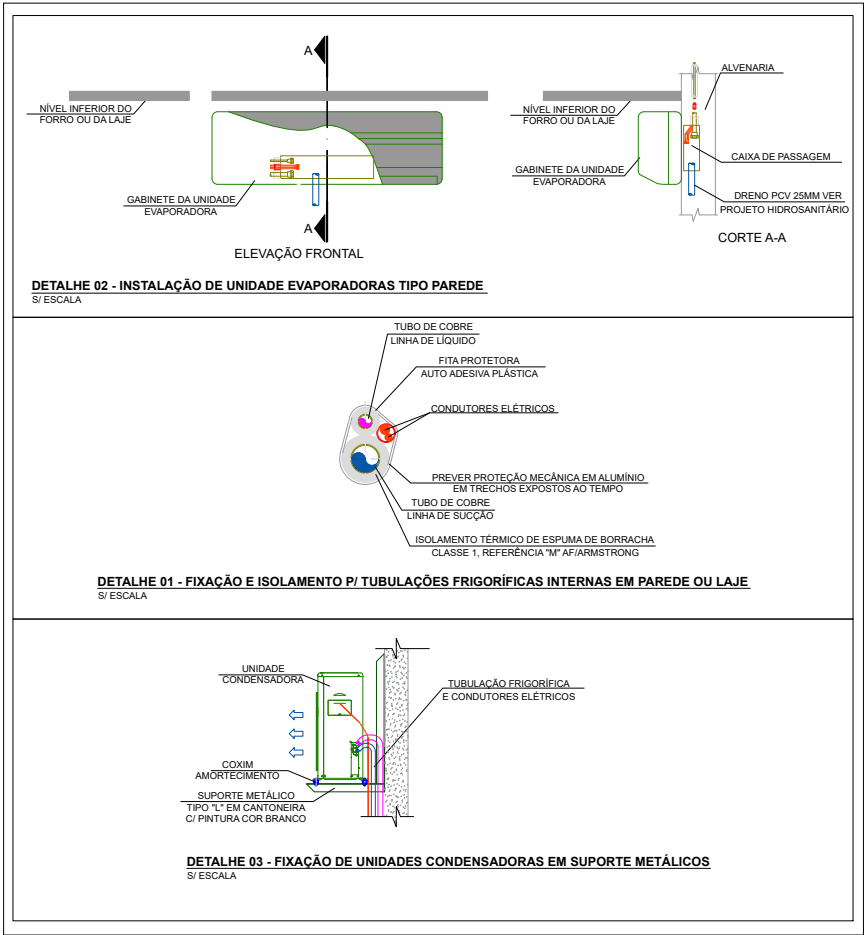 A
NÍVEL INFERIOR DO
FORRO OU DA LAJE
GABINETE DA UNIDADE
EVAPORADORA
A
ELEVAÇÃO FRONTAL
ALVENARIA
NÍVEL INFERIOR DO
FORRO OU DA LAJE
CAIXA DE PASSAGEM
GABINETE DA UNIDADE
EVAPORADORA
DRENO PCV 25MM VER
PROJETO HIDROSANITÁRIO
CORTE A-A
DETALHE 02 - INSTALAÇÃO DE UNIDADE EVAPORADORAS TIPO PAREDE
S/ ESCALA
TUBO DE COBRE
LINHA DE LÍQUIDO
FITA PROTETORA
AUTO ADESIVA PLÁSTICA
CONDUTORES ELÉTRICOS
PREVER PROTEÇÃO MECÂNICA EM ALUMÍNIO
EM TRECHOS EXPOSTOS AO TEMPO
TUBO DE COBRE
LINHA DE SUCÇÃO
ISOLAMENTO TÉRMICO DE ESPUMA DE BORRACHA
CLASSE 1, REFERÊNCIA "M" AF/ARMSTRONG
DETALHE 01 - FIXAÇÃO E ISOLAMENTO P/ TUBULAÇÕES FRIGORÍFICAS INTERNAS EM PAREDE OU LAJE
S/ ESCALA
UNIDADE
CONDENSADORA
TUBULAÇÃO FRIGORÍFICA
E CONDUTORES ELÉTRICOS
COXIM
AMORTECIMENTO
SUPORTE METÁLICO
TIPO "L" EM CANTONEIRA
C/ PINTURA COR BRANCO
DETALHE 03 - FIXAÇÃO DE UNIDADES CONDENSADORAS EM SUPORTE METÁLICOS
S/ ESCALA